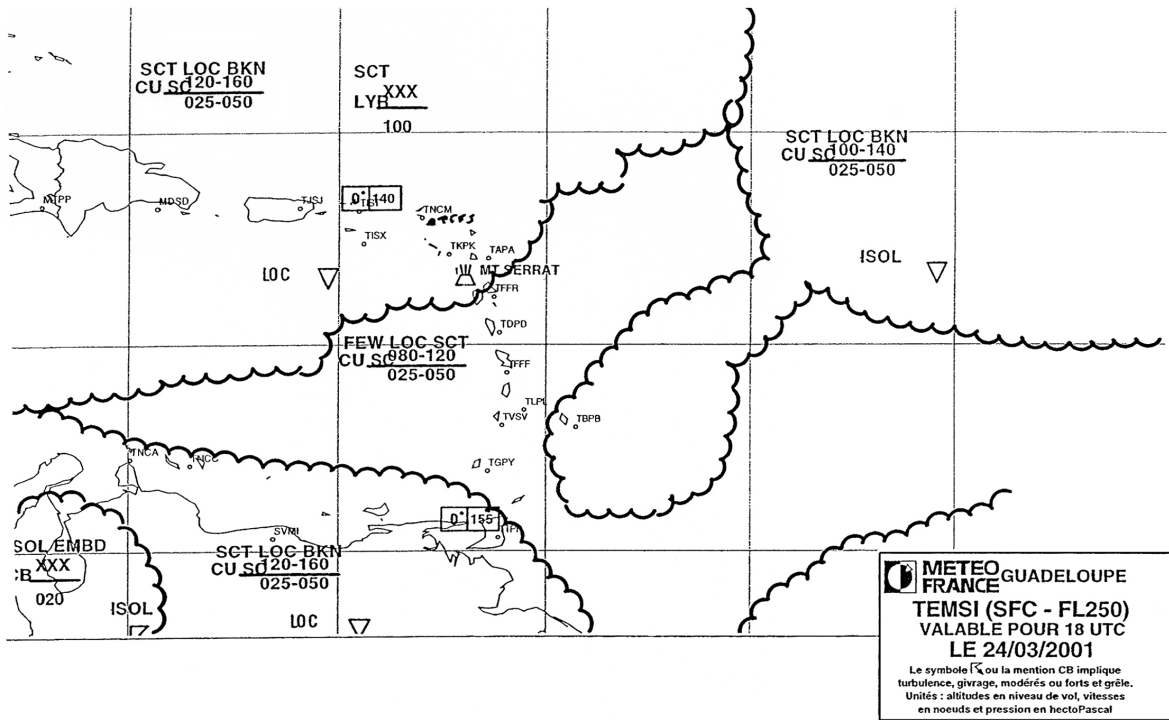 SCT LOC BKN
CU SC 120-160
025-050
SCT
XXX
LYR
100
SCT LOC BKN
CU SC 100-140
025-050
MTPP
MDSD
TJSJ
0° 140
TIST
TNCM
TFFS
TISX
TKPK
TAPA
ISOL
LOC
MT SERRAT
TFFR
TDPD
FEW LOC SCT
CU SC 080-120
025-050
TFFF
TLPL
TVSV
TBPB
TNCA
TNCC
TGPY
0° 155
SVMI
ISOL EMBD
XXX
CB
020
SCT LOC BKN
CU SC 120-160
025-050
ISOL
LOC
METEO
FRANCE GUADELOUPE
TEMSI (SFC - FL250)
VALABLE POUR 18 UTC
LE 24/03/2001
Le symbole ou la mention CB implique
turbulence, givrage, modérés ou forts et grêle.
Unités : altitudes en niveau de vol, vitesses
en noeuds et pression en hectoPascal